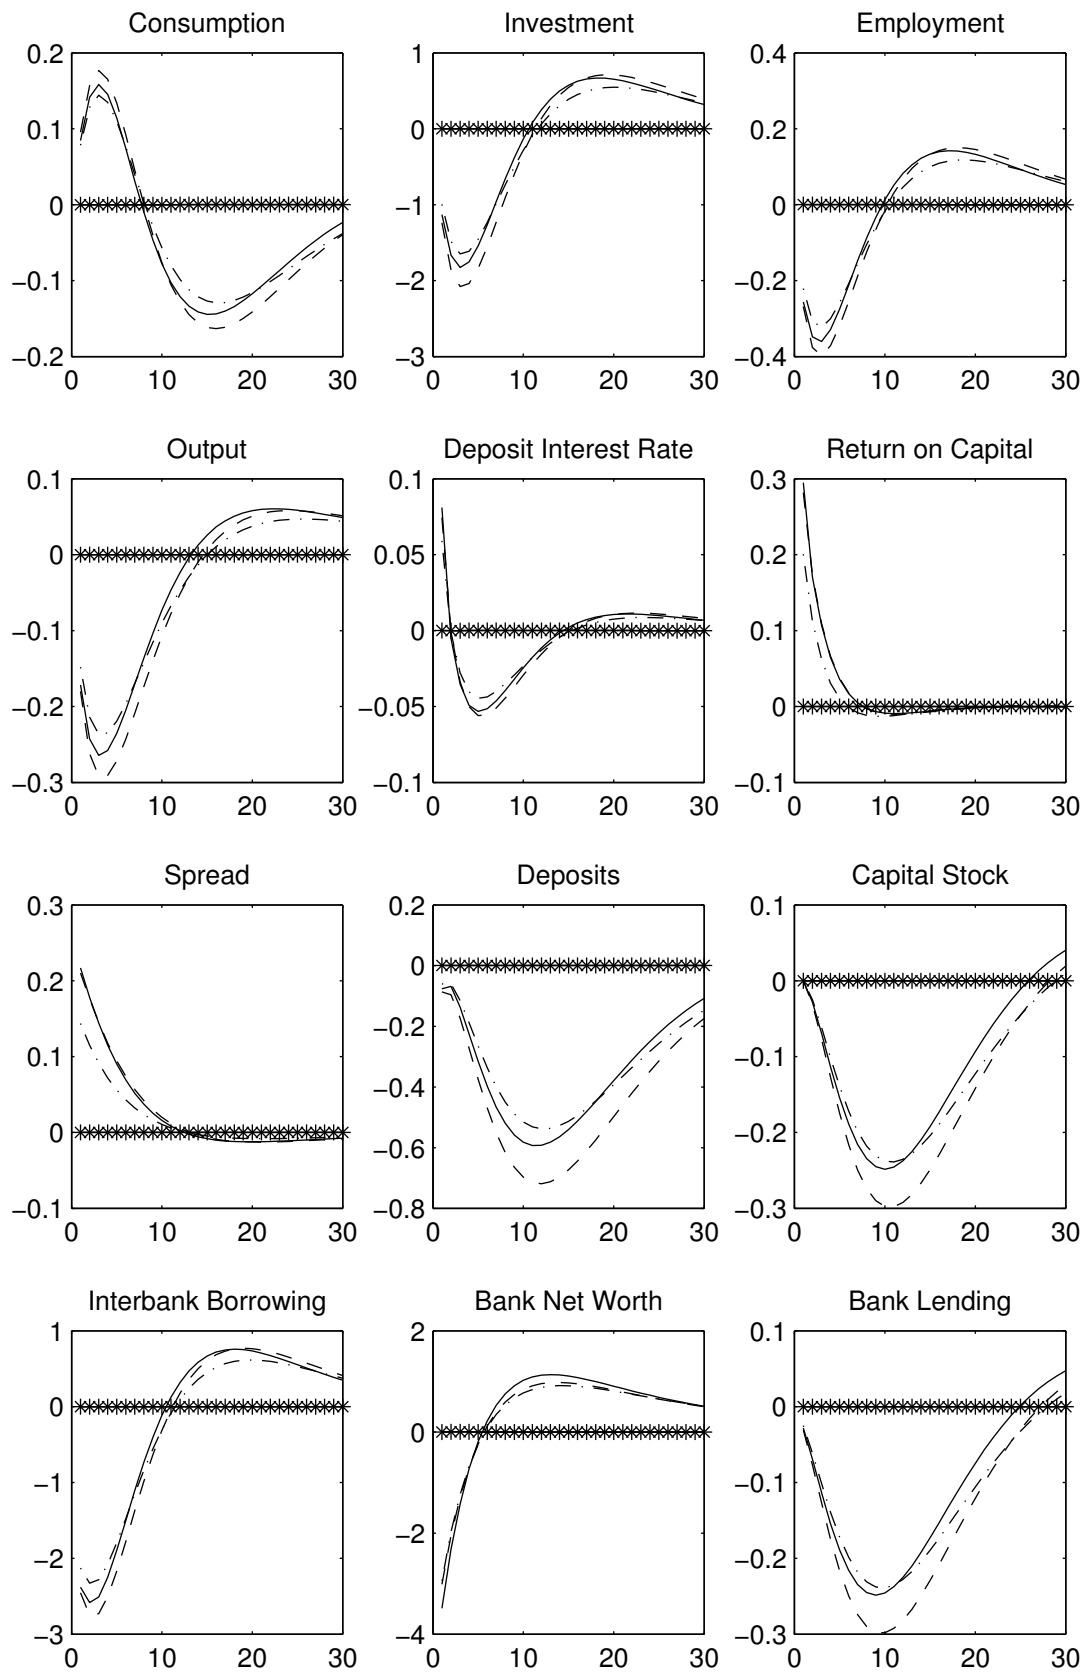 Consumption Investment Employment
0.2 1 0.4
0.1 0 0.2
0 −1 0
−0.1 −2 −0.2
−0.2 −3 −0.4
0 10 20 30 0 10 20 30 0 10 20 30
Output Deposit Interest Rate Return on Capital
0.1 0.1 0.3
0 0.05 0.2
−0.1 0 0.1
−0.2 −0.05 0
−0.3 −0.1 −0.1
0 10 20 30 0 10 20 30 0 10 20 30
Spread Deposits Capital Stock
0.3 0.2 0.1
0 0
0.2 −0.2 −0.1
0.1 −0.4
0 −0.6 −0.2
−0.1 −0.8 −0.3
0 10 20 30 0 10 20 30 0 10 20 30
Interbank Borrowing Bank Net Worth Bank Lending
1 2 0.1
0 0 0
−1 −0.1
−2 −2 −0.2
−3 −4 −0.3
0 10 20 30 0 10 20 30 0 10 20 30